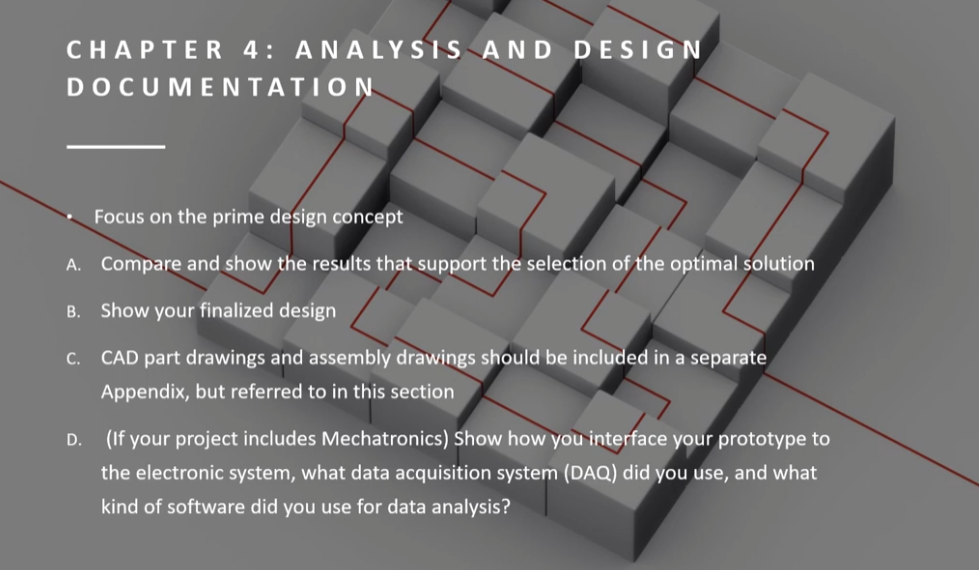 CHAPTER 4: ANALYSIS AND DESIGN
DOCUMENTATION
• Focus on the prime design concept
A. Compare and show the results that support the selection of the optimal solution
B. Show your finalized design
C. CAD part drawings and assembly drawings should be included in a separate
Appendix, but referred to in this section
D. (If your project includes Mechatronics) Show how you interface your prototype to
the electronic system, what data acquisition system (DAQ) did you use, and what
kind of software did you use for data analysis?